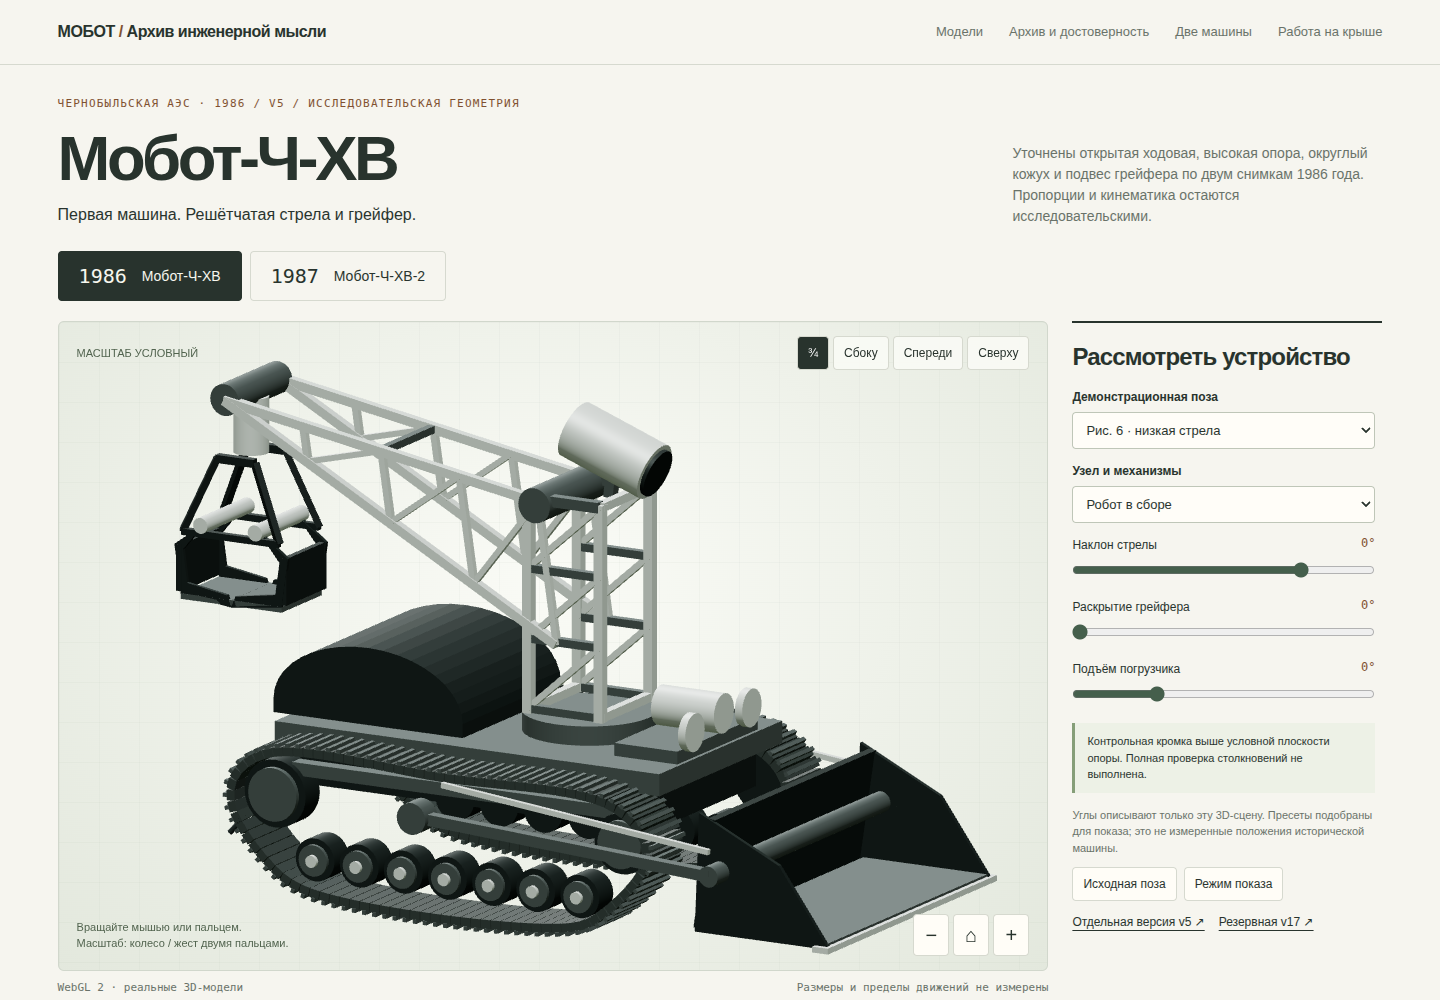 МОБОТ / Архив инженерной мысли
Модели
Архив и достоверность
Две машины
Работа на крыше
ЧЕРНОБЫЛЬСКАЯ АЭС · 1986 / V5 / ИССЛЕДОВАТЕЛЬСКАЯ ГЕОМЕТРИЯ
Мобот-Ч-ХВ
Первая машина. Решётчатая стрела и грейфер.
Уточнены открытая ходовая, высокая опора, округлый
кожух и подвес грейфера по двум снимкам 1986 года.
Пропорции и кинематика остаются
исследовательскими.
1986 Мобот-Ч-ХВ
1987 Мобот-Ч-ХВ-2
МАСШТАБ УСЛОВНЫЙ
¾
Сбоку
Спереди
Сверху
Вращайте мышью или пальцем.
Масштаб: колесо / жест двумя пальцами.
−
⌂
+
WebGL 2 · реальные 3D-модели
Размеры и пределы движений не измерены
Рассмотреть устройство
Демонстрационная поза
Рис. 6 · низкая стрела
Узел и механизмы
Робот в сборе
Наклон стрелы 0°
Раскрытие грейфера 0°
Подъём погрузчика 0°
Контрольная кромка выше условной плоскости
опоры. Полная проверка столкновений не
выполнена.
Углы описывают только эту 3D-сцену. Пресеты подобраны
для показа; это не измеренные положения исторической
машины.
Исходная поза
Режим показа
Отдельная версия v5 ↗
Резервная v17 ↗